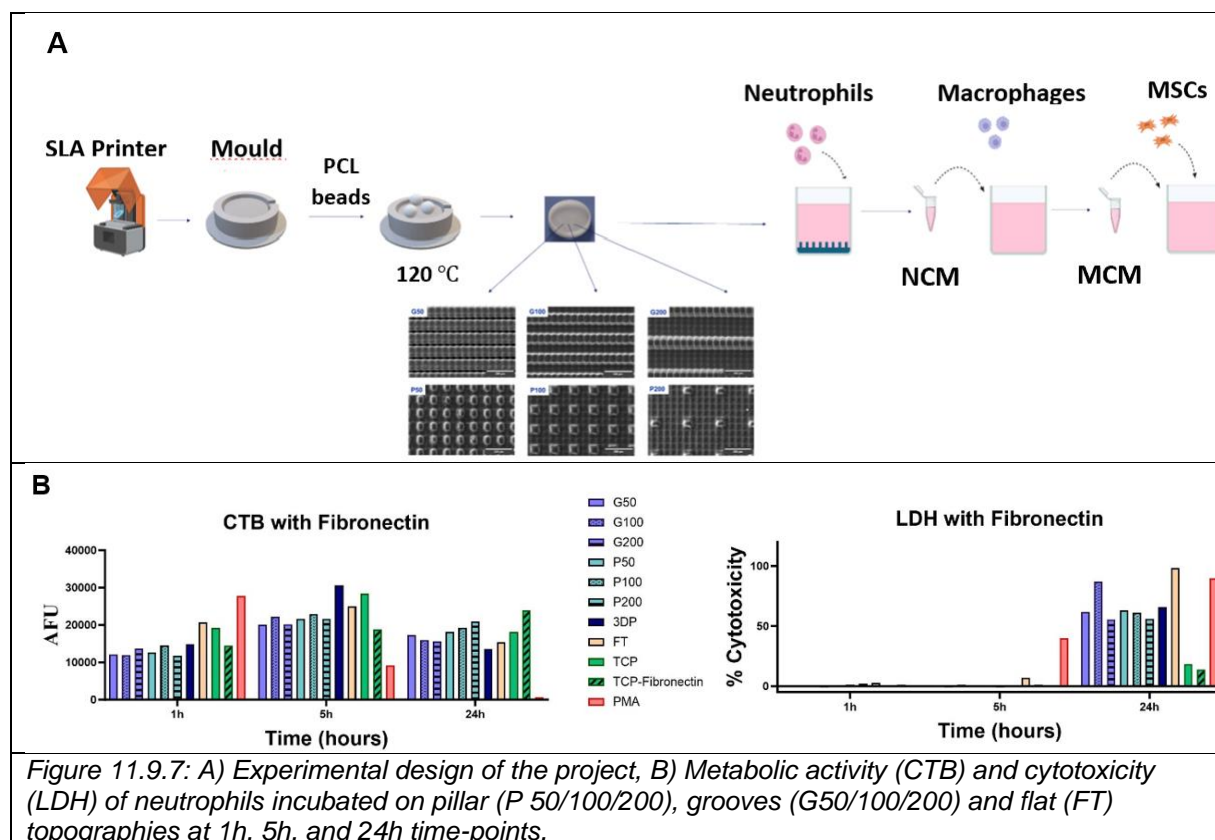 A
SLA Printer
Mould
PCL
beads
120 °C
Neutrophils
Macrophages
MSCs
NCM
MCM
G50
G100
G200
P50
P100
P200
B
CTB with Fibronectin
AFU
40000
30000
20000
10000
0
1h
5h
24h
Time (hours)
G50
G100
G200
P50
P100
P200
3DP
FT
TCP
TCP-Fibronectin
PMA
LDH with Fibronectin
% Cytotoxicity
100
50
0
1h
5h
24h
Time (hours)
Figure 11.9.7: A) Experimental design of the project, B) Metabolic activity (CTB) and cytotoxicity
(LDH) of neutrophils incubated on pillar (P 50/100/200), grooves (G50/100/200) and flat (FT)
topographies at 1h, 5h, and 24h time-points.